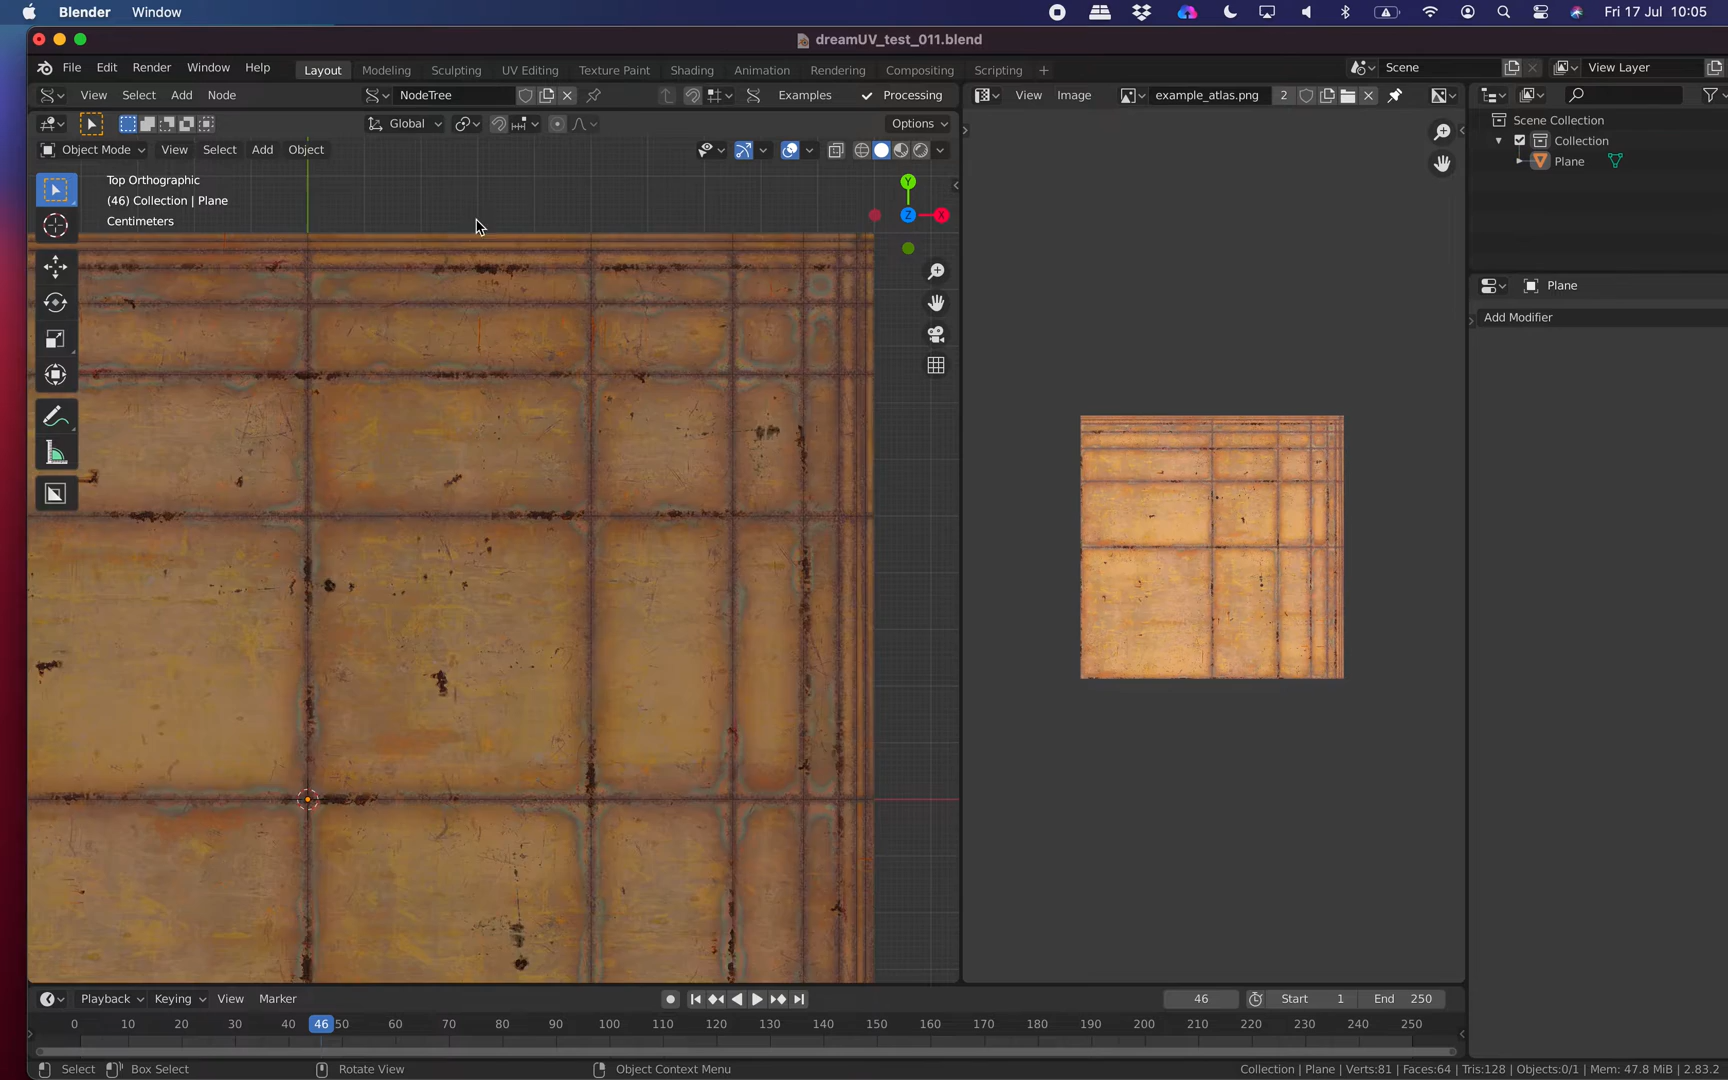 Blender Window Fri 17 Jul 10:05
dreamUV_test_011.blend
File Edit Render Window Help Layout Modeling Sculpting UV Editing Texture Paint Shading Animation Rendering Compositing Scripting + Scene View Layer
View Select Add Node NodeTree Examples Processing View Image example_atlas.png 2
Global Options Scene Collection
Object Mode View Select Add Object Collection
Plane
Top Orthographic
(46) Collection | Plane
Centimeters
Y
Z X
Plane
Add Modifier
Playback Keying View Marker 46 Start 1 End 250
0 10 20 30 40 46 50 60 70 80 90 100 110 120 130 140 150 160 170 180 190 200 210 220 230 240 250
Select Box Select Rotate View Object Context Menu Collection | Plane | Verts:81 | Faces:64 | Tris:128 | Objects:0/1 | Mem: 47.8 MiB | 2.83.2